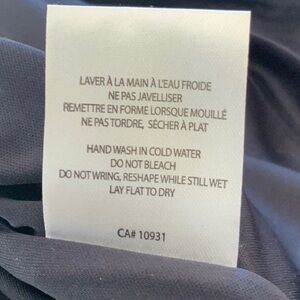 LAVER À LA MAIN À L'EAU FROIDE
NE PAS JAVELLISER
REMETTRE EN FORME LORSQUE MOUILLÉ
NE PAS TORDRE, SÉCHER À PLAT
HAND WASH IN COLD WATER
DO NOT BLEACH
DO NOT WRING, RESHAPE WHILE STILL WET
LAY FLAT TO DRY
CA# 10931